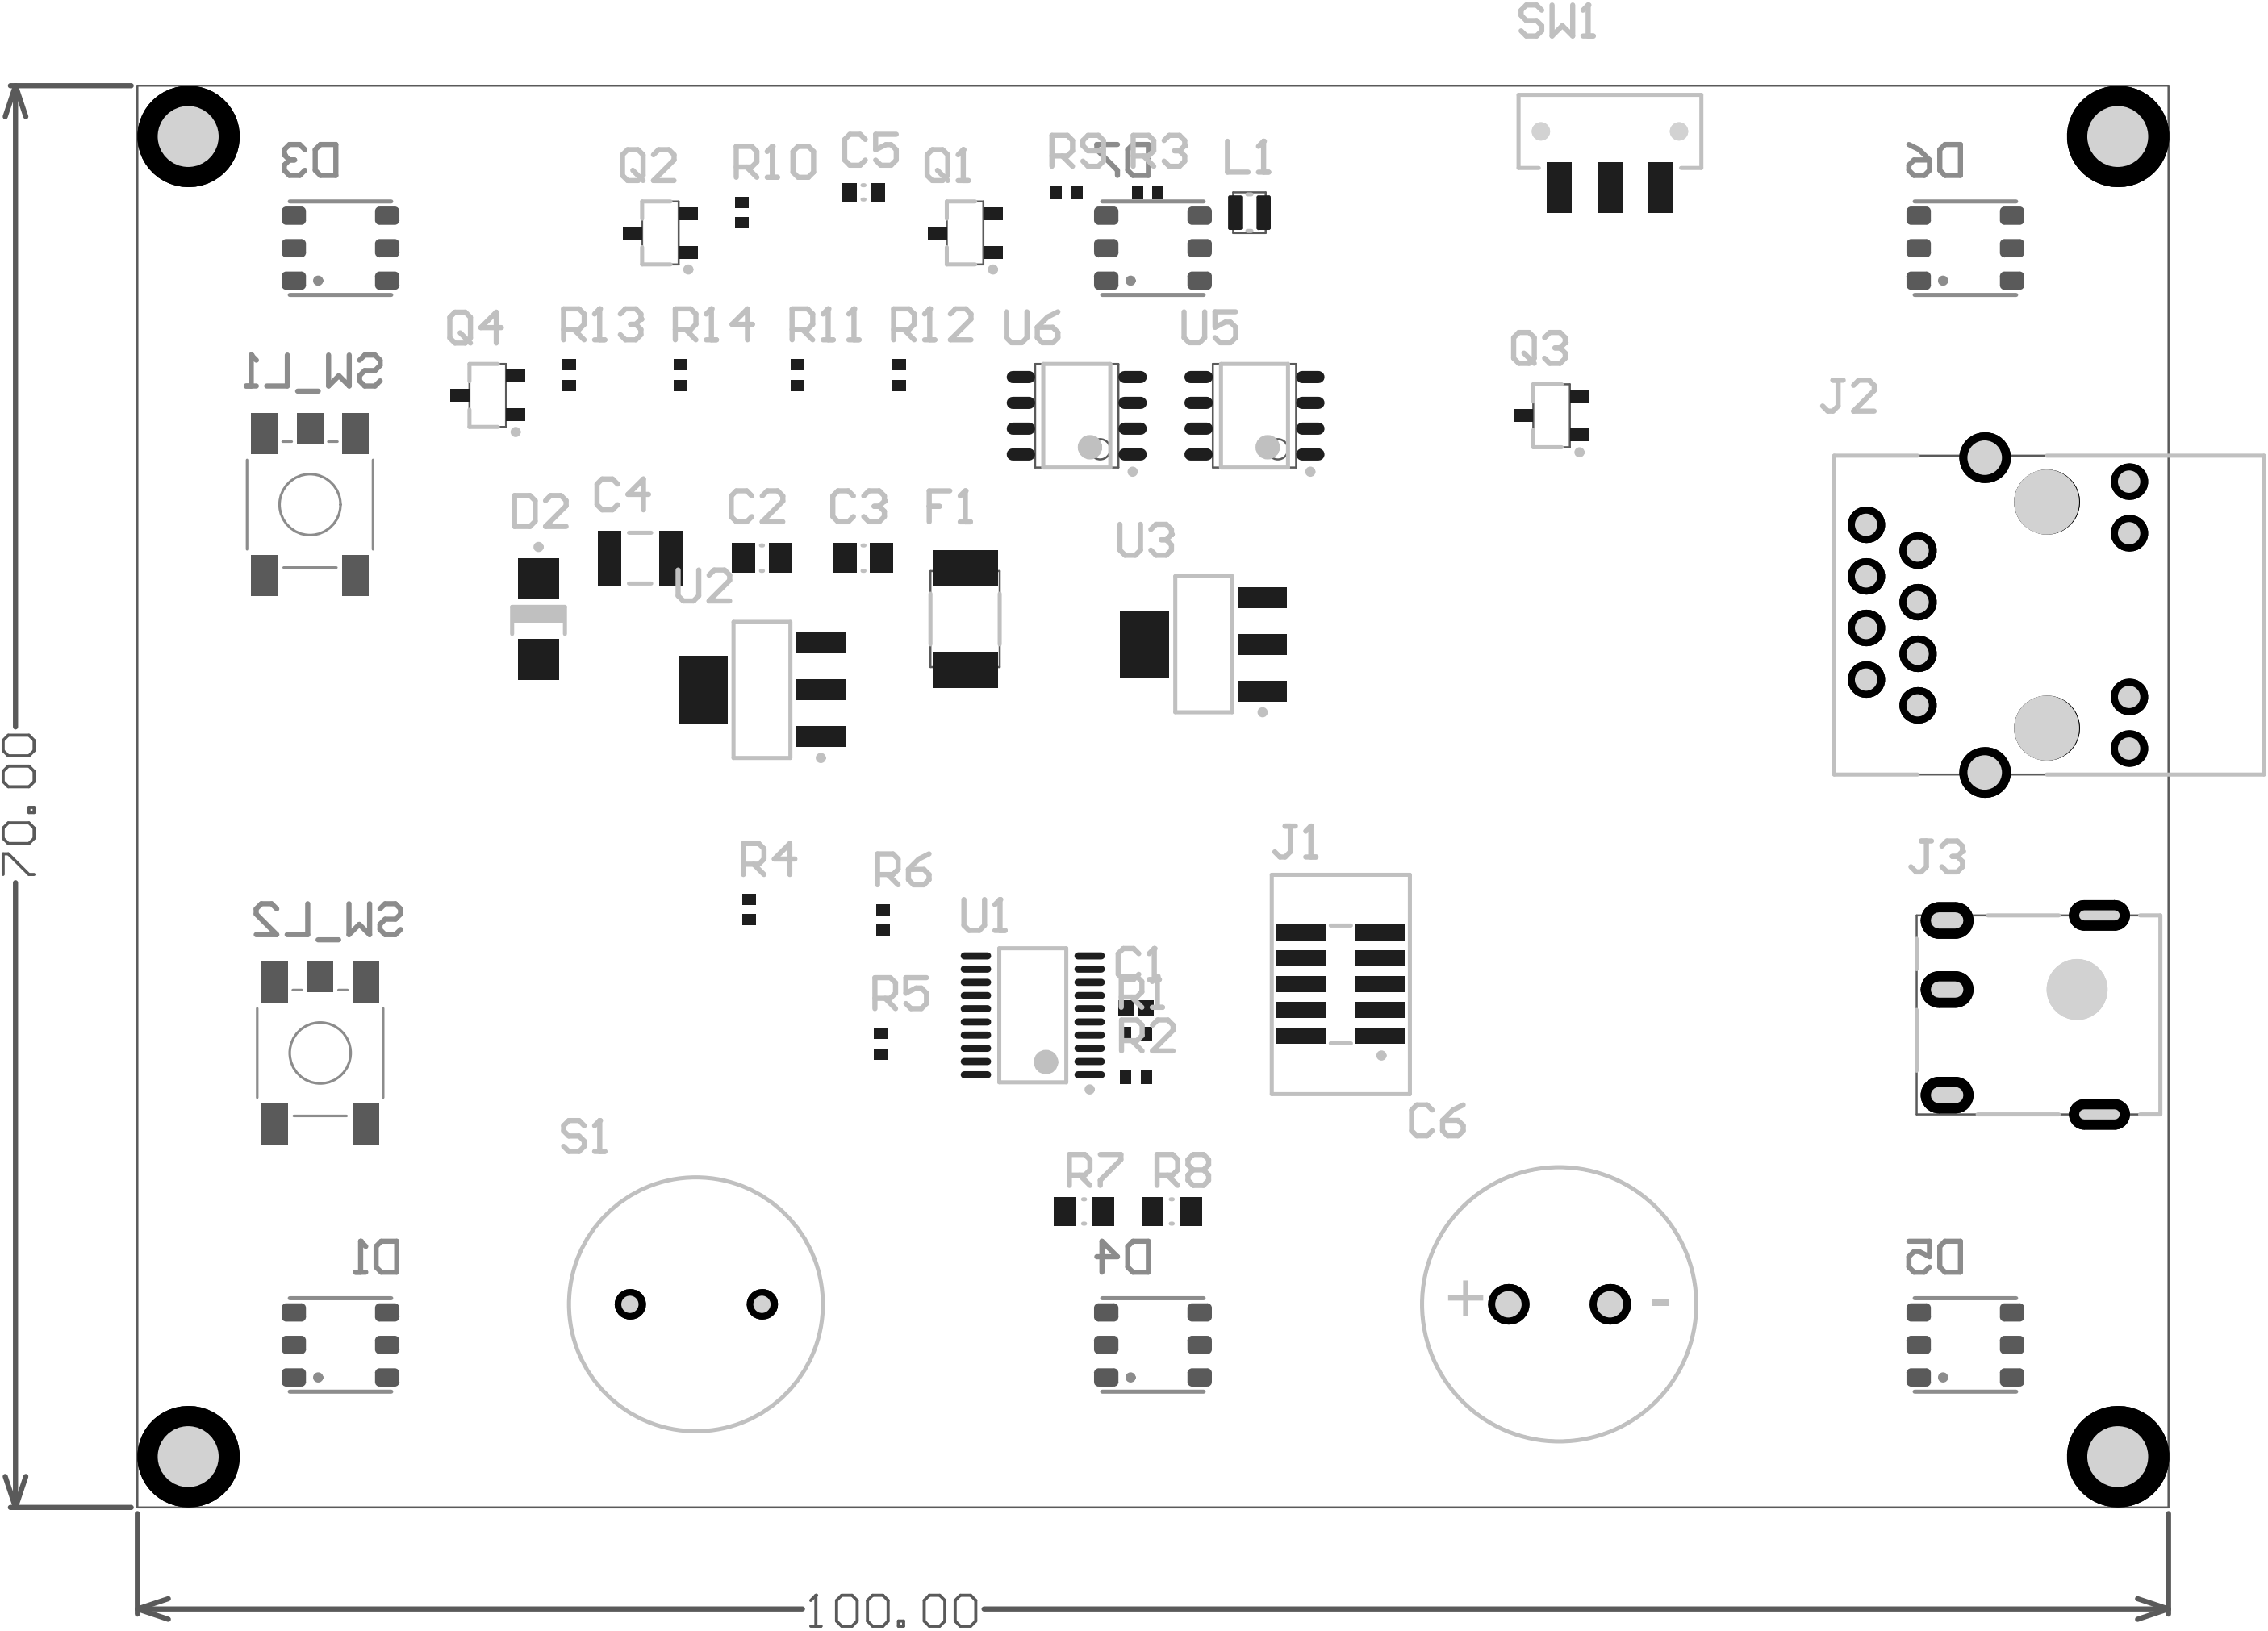 SW1
D3
Q2
R10
C5
Q1
R9
D7
R3
L1
D6
Q4
R13
R14
R11
R12
U6
U5
Q3
SW_L1
J2
D2
C4
C2
C3
F1
U3
U2
70.00
R4
R6
J1
J3
SW_L2
U1
R5
C1
R1
R2
S1
C6
R7
R8
D1
D4
D5
+ -
100.00